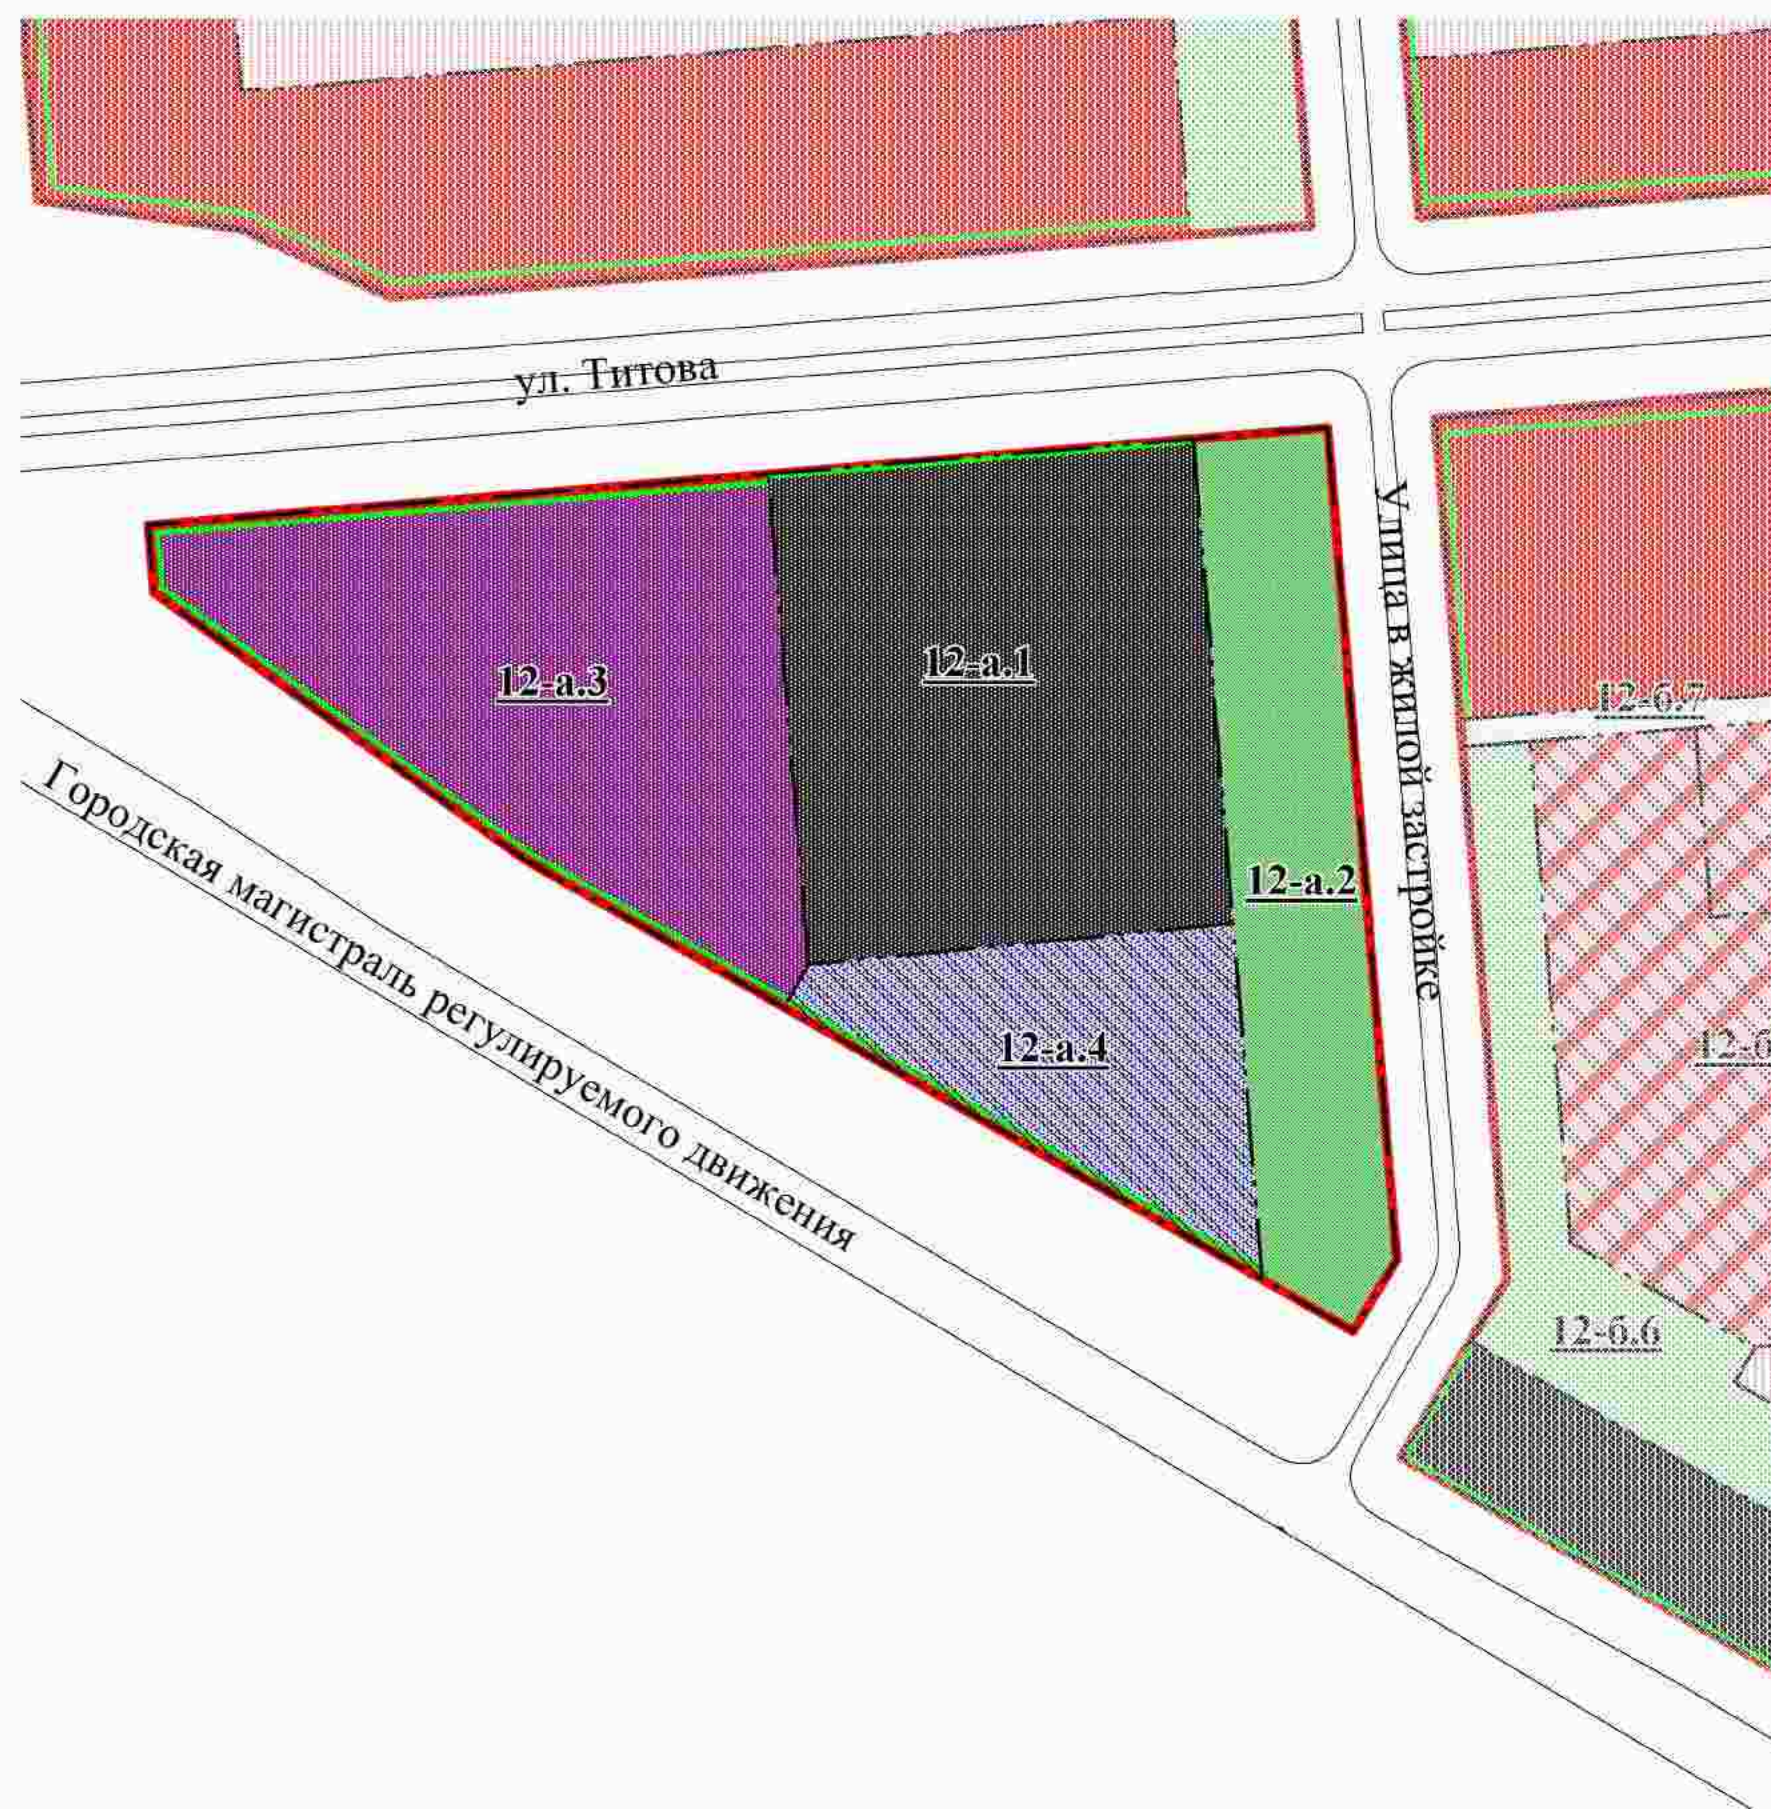 ул. Титова
Улица в жилой застройке
12-а.1
12-а.3
12-б.7
12-а.2
12-а.4
12-б
Городская магистраль регулируемого движения
12-б.6